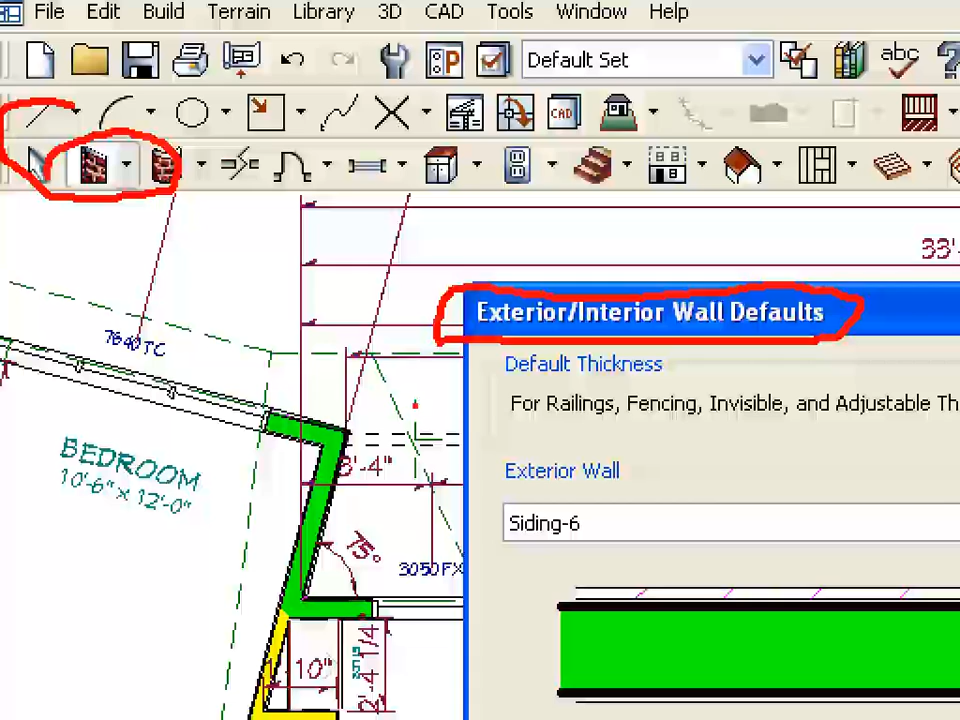 File Edit Build Terrain Library 3D CAD Tools Window Help
P Default Set abc ?
CAD
33'-
Exterior/Interior Wall Defaults
7640TC
Default Thickness
For Railings, Fencing, Invisible, and Adjustable Th
BEDROOM
10'-6" x 12'-0"
8'-4"
Exterior Wall
Siding-6
75°
3050FX
10"
2'-4 1/4"